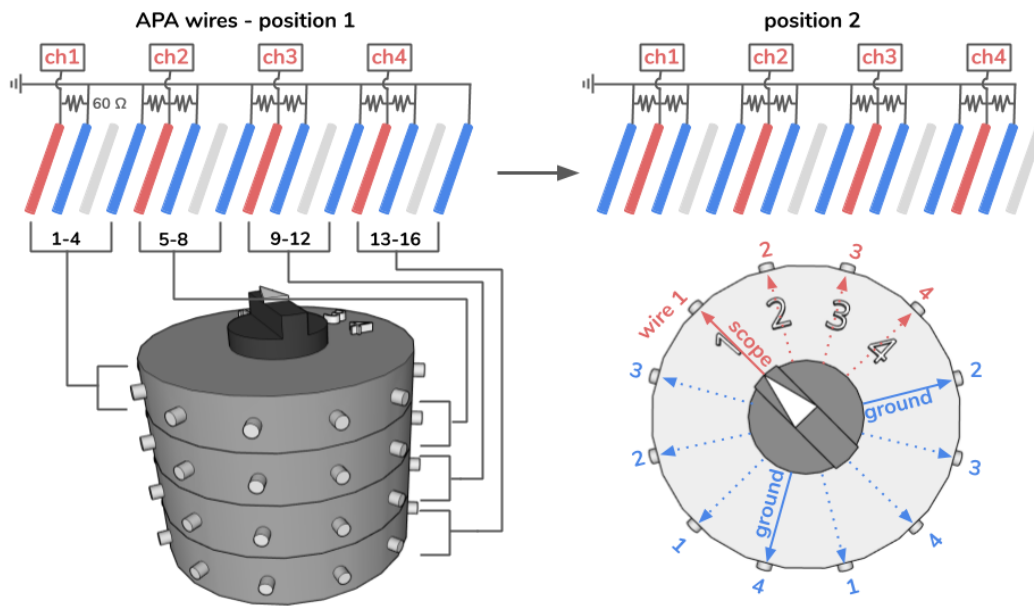 APA wires - position 1
position 2
ch1
ch2
ch3
ch4
ch1
ch2
ch3
ch4
60 Ω
1-4
5-8
9-12
13-16
2
3
wire 1
4
1
2
3
4
scope
3
2
ground
2
3
ground
1
4
4
1